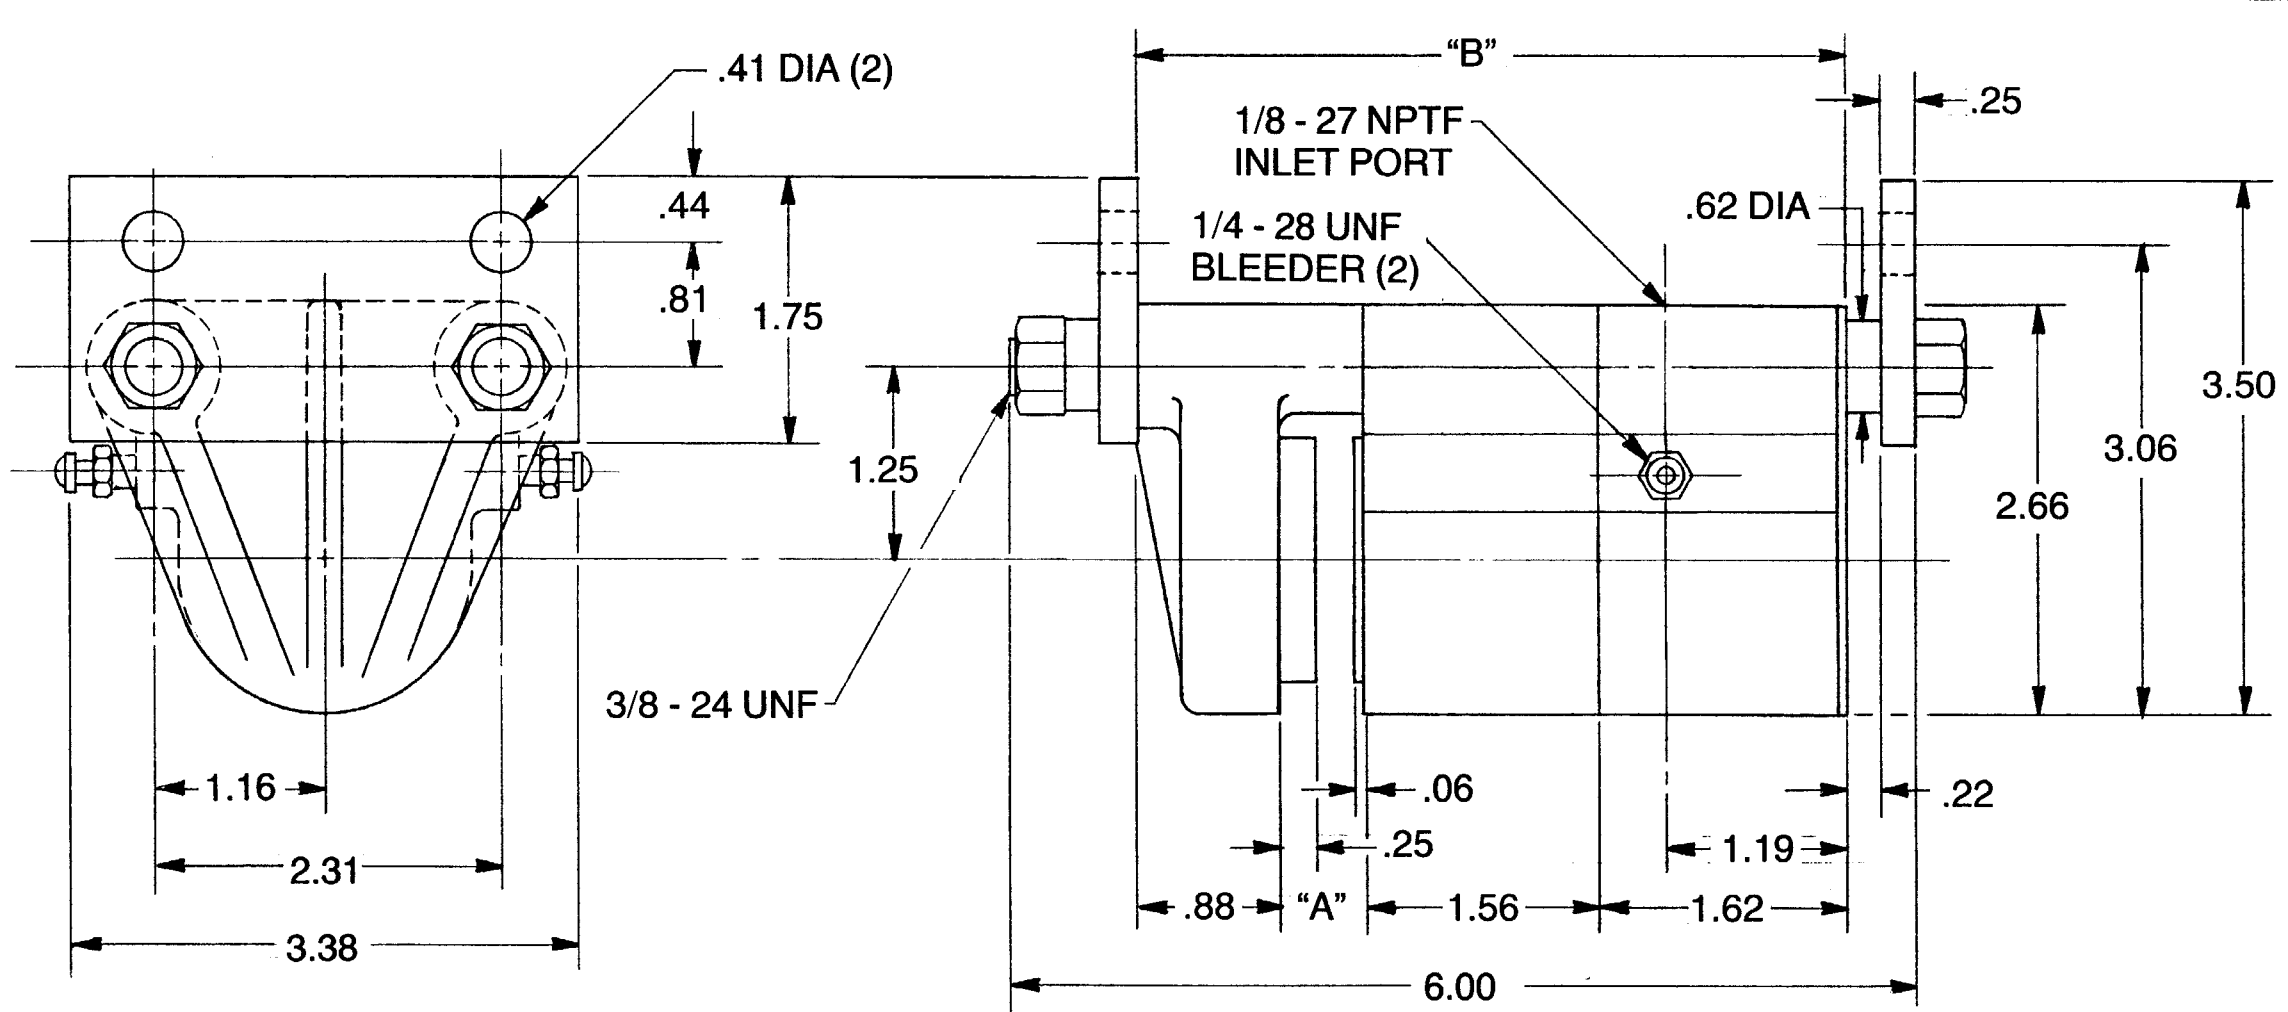 .41 DIA (2)
.44
.81
1.75
1.16
2.31
3.38
"B"
1/8 - 27 NPTF
INLET PORT
1/4 - 28 UNF
BLEEDER (2)
.62 DIA
.25
3.50
3.06
2.66
1.25
3/8 - 24 UNF
.06
.22
.25
1.19
.88
"A"
1.56
1.62
6.00